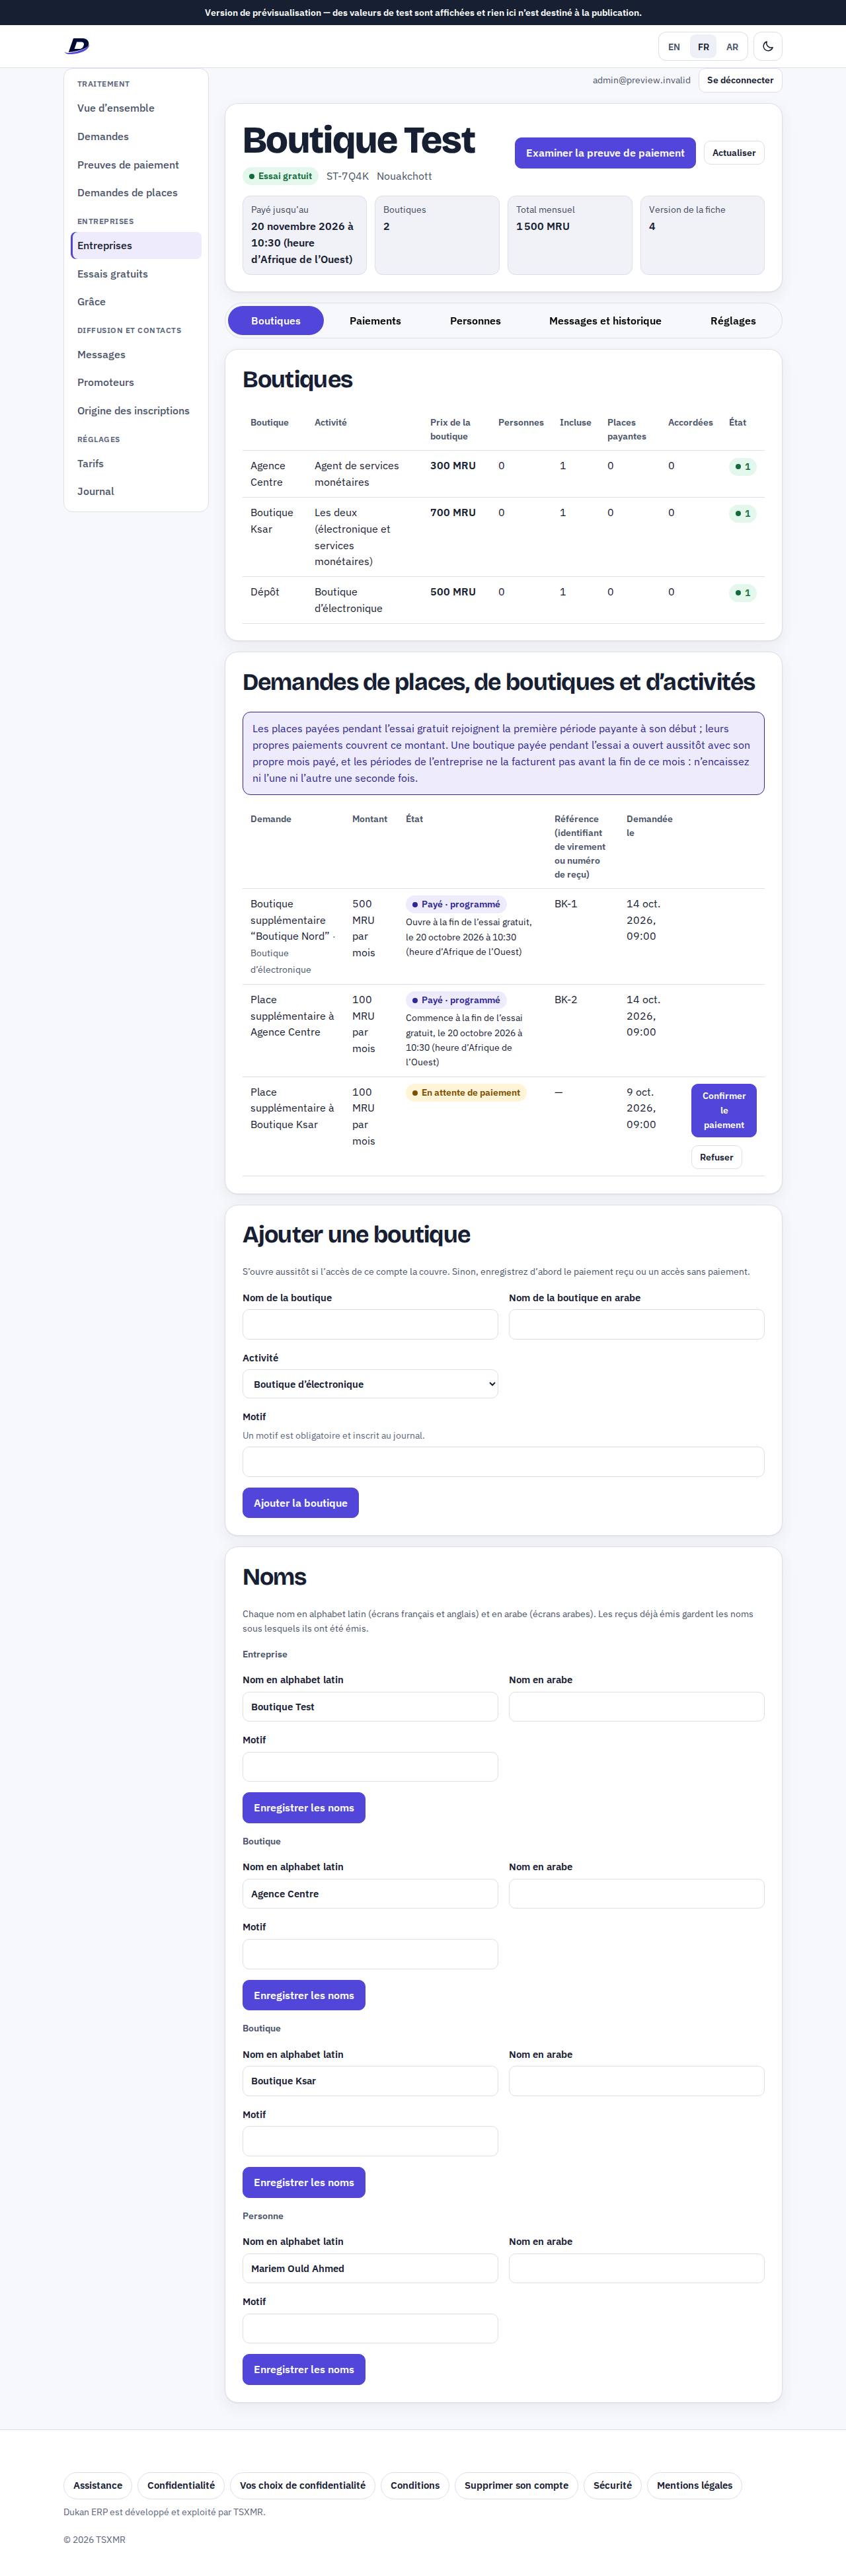 Version de prévisualisation — des valeurs de test sont affichées et rien ici n’est destiné à la publication.
D
EN FR AR
admin@preview.invalid Se déconnecter
TRAITEMENT
Vue d’ensemble
Demandes
Preuves de paiement
Demandes de places
ENTREPRISES
Entreprises
Essais gratuits
Grâce
DIFFUSION ET CONTACTS
Messages
Promoteurs
Origine des inscriptions
RÉGLAGES
Tarifs
Journal
Boutique Test
Essai gratuit ST-7Q4K Nouakchott
Examiner la preuve de paiement Actualiser
Payé jusqu’au
20 novembre 2026 à
10:30 (heure
d’Afrique de l’Ouest)
Boutiques
2
Total mensuel
1 500 MRU
Version de la fiche
4
Boutiques Paiements Personnes Messages et historique Réglages
Boutiques
Boutique Activité Prix de la boutique Personnes Incluse Places payantes Accordées État
Agence Centre Agent de services monétaires 300 MRU 0 1 0 0 1
Boutique Ksar Les deux (électronique et services monétaires) 700 MRU 0 1 0 0 1
Dépôt Boutique d’électronique 500 MRU 0 1 0 0 1
Demandes de places, de boutiques et d’activités
Les places payées pendant l’essai gratuit rejoignent la première période payante à son début ; leurs
propres paiements couvrent ce montant. Une boutique payée pendant l’essai a ouvert aussitôt avec son
propre mois payé, et les périodes de l’entreprise ne la facturent pas avant la fin de ce mois : n’encaissez
ni l’une ni l’autre une seconde fois.
Demande Montant État Référence (identifiant de virement ou numéro de reçu) Demandée le
Boutique supplémentaire “Boutique Nord” · Boutique d’électronique
500 MRU par mois
Payé · programmé
Ouvre à la fin de l’essai gratuit,
le 20 octobre 2026 à 10:30
(heure d’Afrique de l’Ouest)
BK-1
14 oct. 2026, 09:00
Place supplémentaire à Agence Centre
100 MRU par mois
Payé · programmé
Commence à la fin de l’essai
gratuit, le 20 octobre 2026 à
10:30 (heure d’Afrique de
l’Ouest)
BK-2
14 oct. 2026, 09:00
Place supplémentaire à Boutique Ksar
100 MRU par mois
En attente de paiement
—
9 oct. 2026, 09:00
Confirmer le paiement
Refuser
Ajouter une boutique
S’ouvre aussitôt si l’accès de ce compte la couvre. Sinon, enregistrez d’abord le paiement reçu ou un accès sans paiement.
Nom de la boutique Nom de la boutique en arabe
Activité
Boutique d’électronique
Motif
Un motif est obligatoire et inscrit au journal.
Ajouter la boutique
Noms
Chaque nom en alphabet latin (écrans français et anglais) et en arabe (écrans arabes). Les reçus déjà émis gardent les noms
sous lesquels ils ont été émis.
Entreprise
Nom en alphabet latin Nom en arabe
Boutique Test
Motif
Enregistrer les noms
Boutique
Nom en alphabet latin Nom en arabe
Agence Centre
Motif
Enregistrer les noms
Boutique
Nom en alphabet latin Nom en arabe
Boutique Ksar
Motif
Enregistrer les noms
Personne
Nom en alphabet latin Nom en arabe
Mariem Ould Ahmed
Motif
Enregistrer les noms
Assistance Confidentialité Vos choix de confidentialité Conditions Supprimer son compte Sécurité Mentions légales
Dukan ERP est développé et exploité par TSXMR.
© 2026 TSXMR